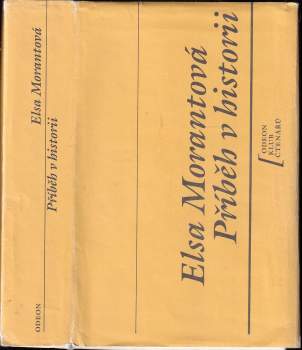 Elsa Morantová
Příběh v historii
ODEON
Elsa Morantová
Příběh v historii
ODEON
KLUB
ČTENÁŘŮ